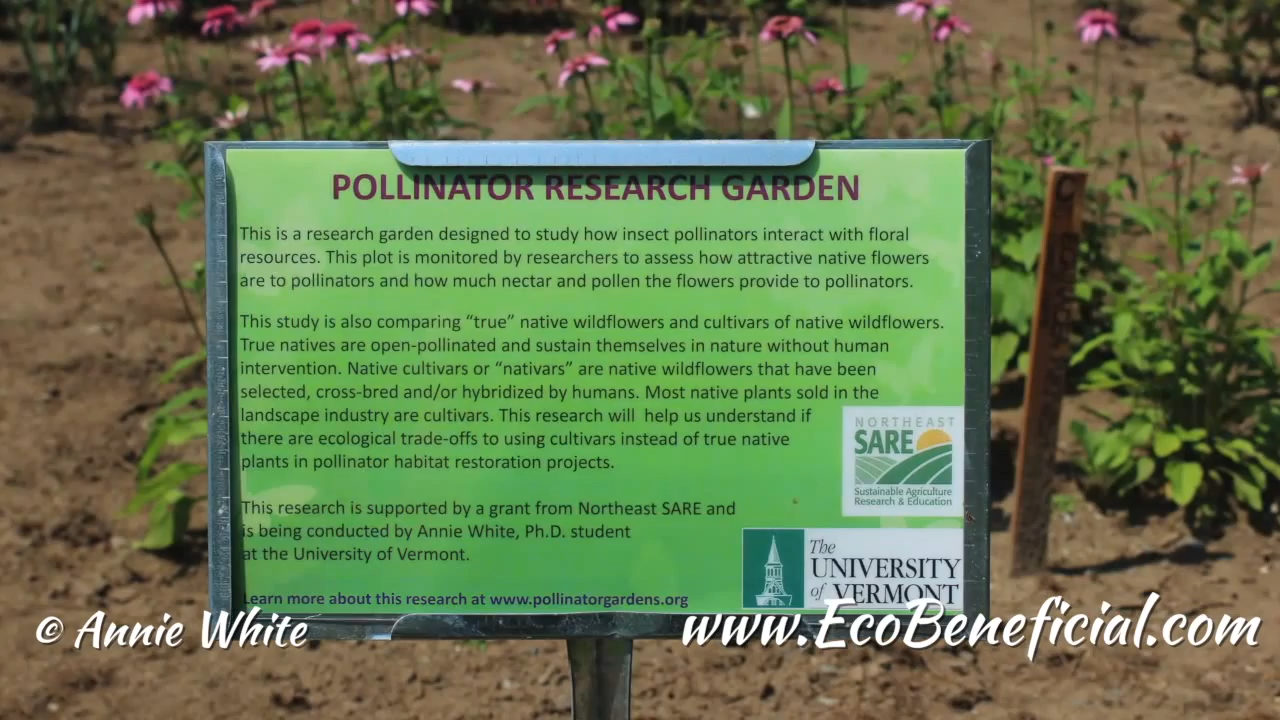 POLLINATOR RESEARCH GARDEN
This is a research garden designed to study how insect pollinators interact with floral
resources. This plot is monitored by researchers to assess how attractive native flowers
are to pollinators and how much nectar and pollen the flowers provide to pollinators.
This study is also comparing “true” native wildflowers and cultivars of native wildflowers.
True natives are open-pollinated and sustain themselves in nature without human
intervention. Native cultivars or “nativars” are native wildflowers that have been
selected, cross-bred and/or hybridized by humans. Most native plants sold in the
landscape industry are cultivars. This research will help us understand if
there are ecological trade-offs to using cultivars instead of true native
plants in pollinator habitat restoration projects.
NORTHEAST
SARE
Sustainable Agriculture
Research & Education
This research is supported by a grant from Northeast SARE and
is being conducted by Annie White, Ph.D. student
at the University of Vermont.
The
UNIVERSITY
of VERMONT
Learn more about this research at www.pollinatorgardens.org
© Annie White
www.EcoBeneficial.com